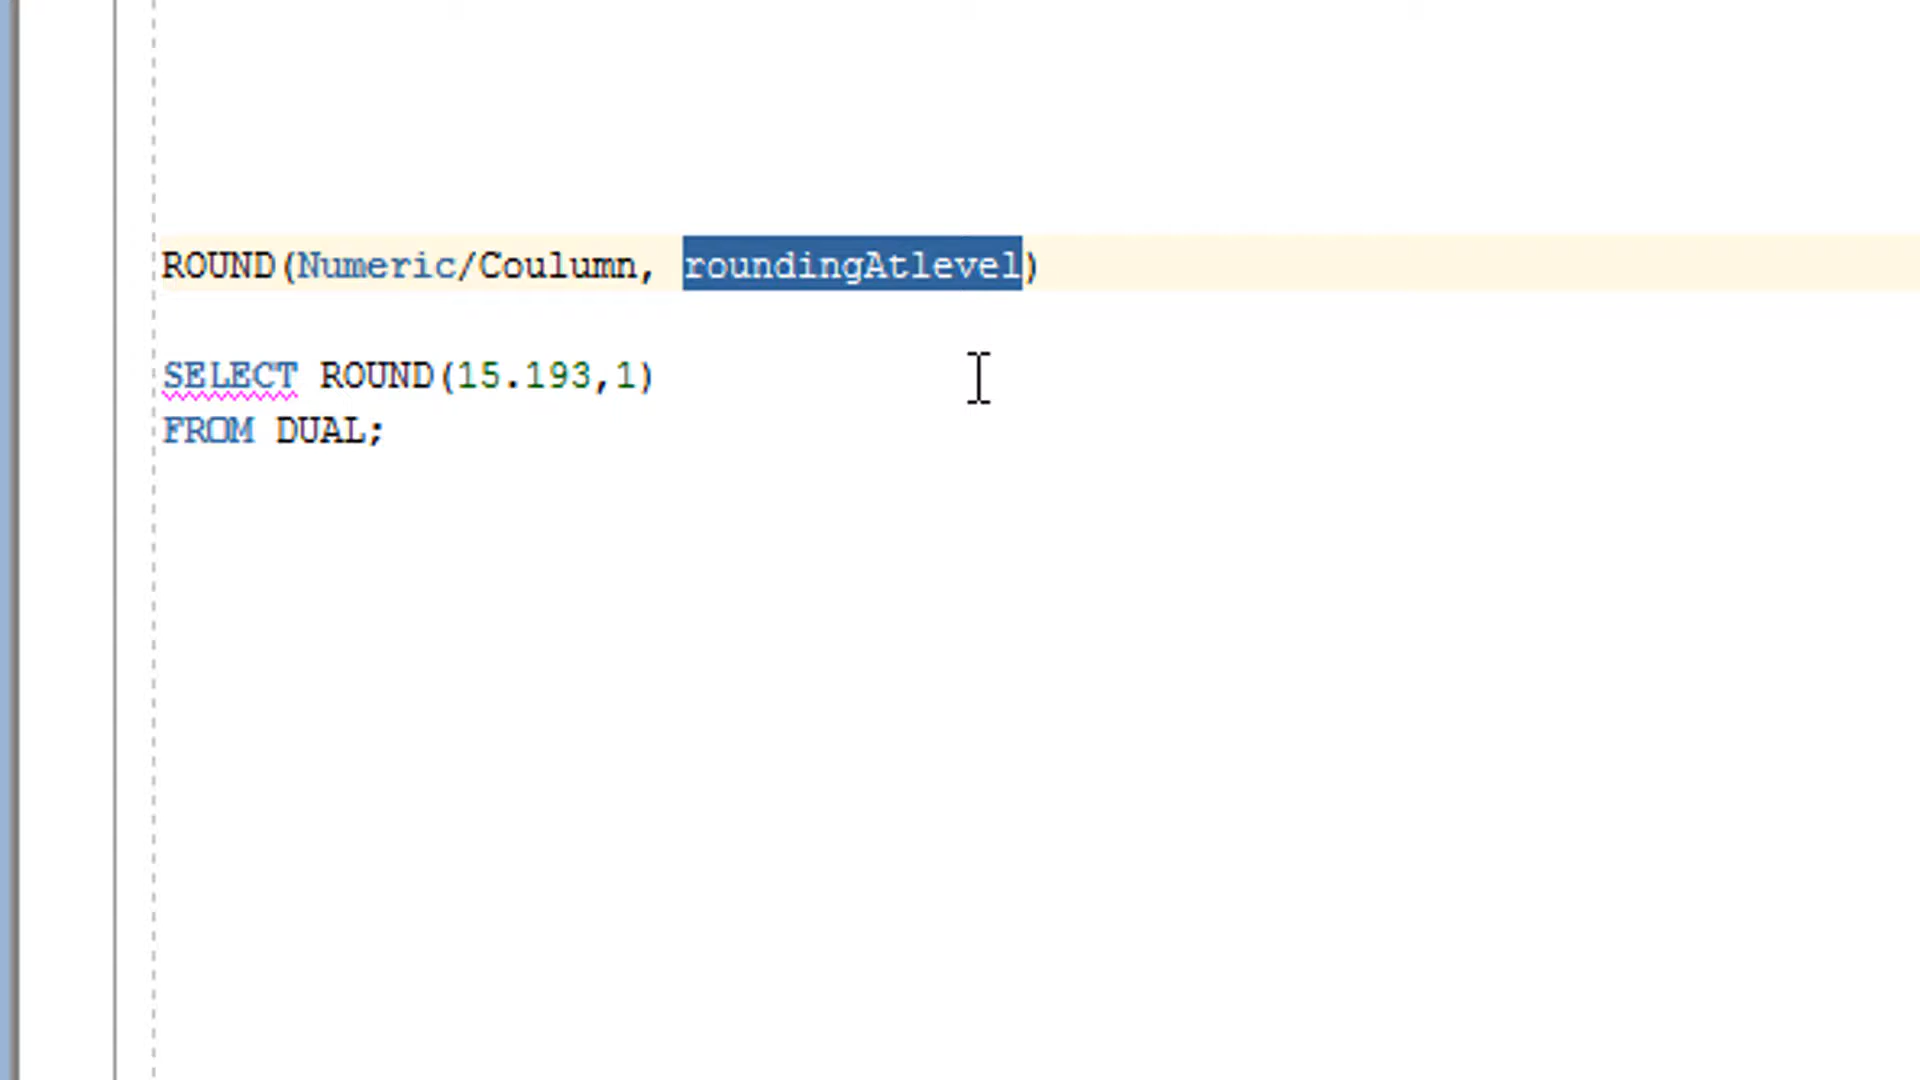 ROUND(Numeric/Coulumn, roundingAtlevel)
SELECT ROUND(15.193,1)
FROM DUAL;